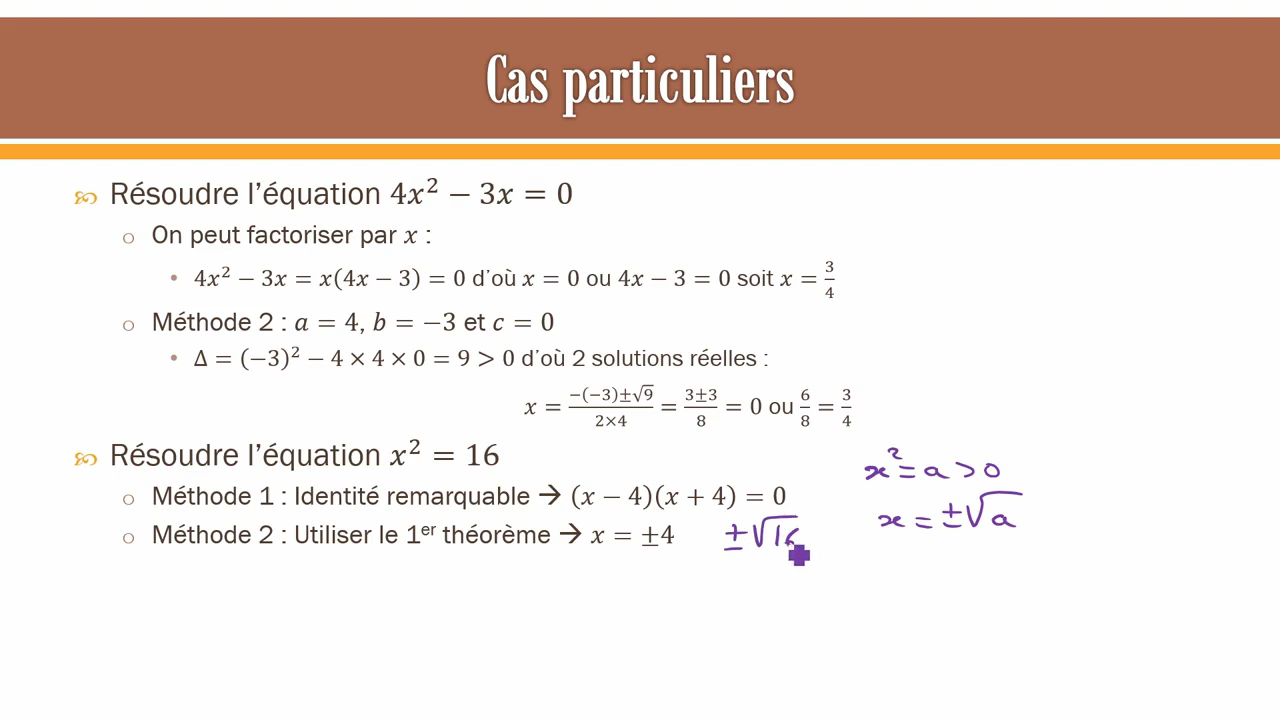 Cas particuliers
Résoudre l'équation 4x² − 3x = 0
On peut factoriser par x :
4x² − 3x = x(4x − 3) = 0 d'où x = 0 ou 4x − 3 = 0 soit x = 3/4
Méthode 2 : a = 4, b = −3 et c = 0
Δ = (−3)² − 4 × 4 × 0 = 9 > 0 d'où 2 solutions réelles :
x = −(−3)±√9 / 2×4 = 3±3 / 8 = 0 ou 6/8 = 3/4
Résoudre l'équation x² = 16
x² = a > 0
Méthode 1 : Identité remarquable → (x − 4)(x + 4) = 0
x = ±√a
Méthode 2 : Utiliser le 1er théorème → x = ±4 ±√16